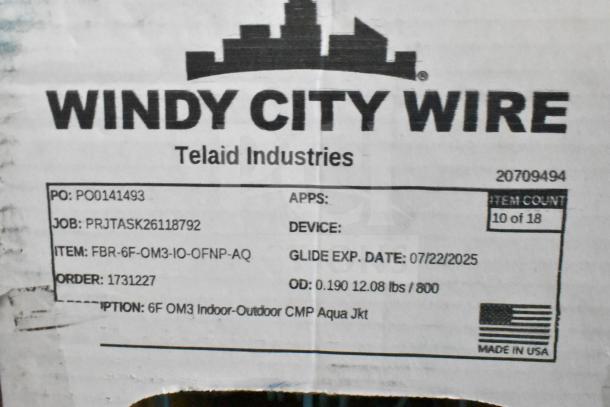 WINDY CITY WIRE®
Telaid Industries
20709494
PO: PO0141493
APPS:
ITEM COUNT
10 of 18
JOB: PRJTASK26118792
DEVICE:
ITEM: FBR-6F-OM3-IO-OFNP-AQ
GLIDE EXP. DATE: 07/22/2025
ORDER: 1731227
OD: 0.190 12.08 lbs / 800
IPTION: 6F OM3 Indoor-Outdoor CMP Aqua Jkt
MADE IN USA